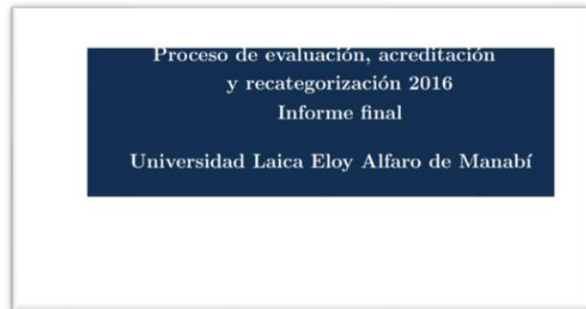 Proceso de evaluación, acreditación
y recategorización 2016
Informe final
Universidad Laica Eloy Alfaro de Manabí